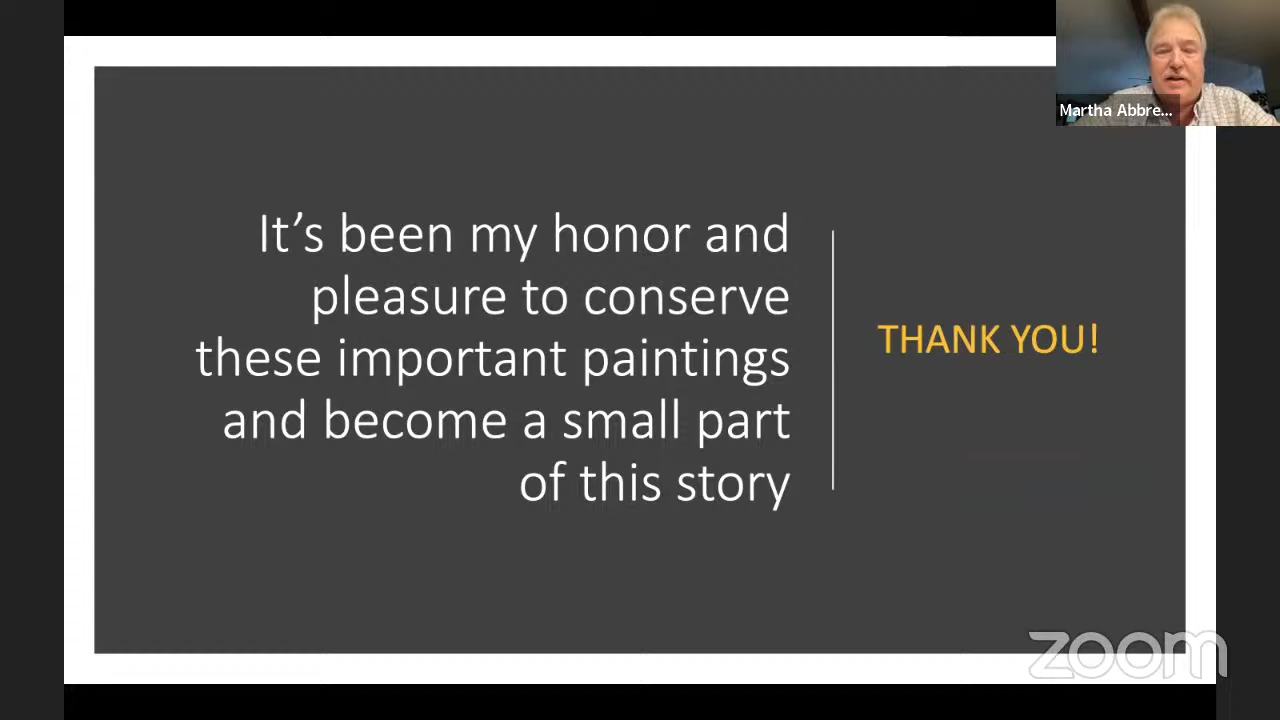 Martha Abbre...
It’s been my honor and
pleasure to conserve
these important paintings
and become a small part
of this story
THANK YOU!
zoom